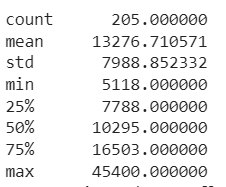 count 205.000000
mean 13276.710571
std 7988.852332
min 5118.000000
25% 7788.000000
50% 10295.000000
75% 16503.000000
max 45400.000000